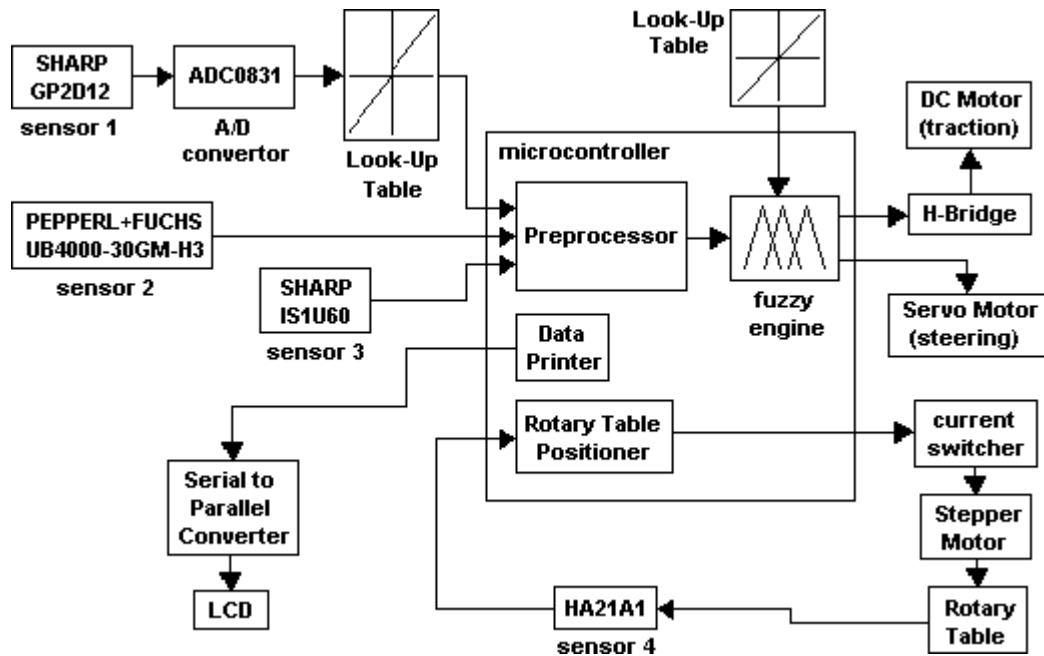 SHARP
GP2D12
sensor 1
ADC0831
A/D
convertor
Look-Up
Table
Look-Up
Table
DC Motor
(traction)
microcontroller
PEPPERL+FUCHS
UB4000-30GM-H3
sensor 2
Preprocessor
H-Bridge
SHARP
IS1U60
sensor 3
fuzzy
engine
Servo Motor
(steering)
Data
Printer
Rotary Table
Positioner
current
switcher
Serial to
Parallel
Converter
Stepper
Motor
LCD
HA21A1
sensor 4
Rotary
Table